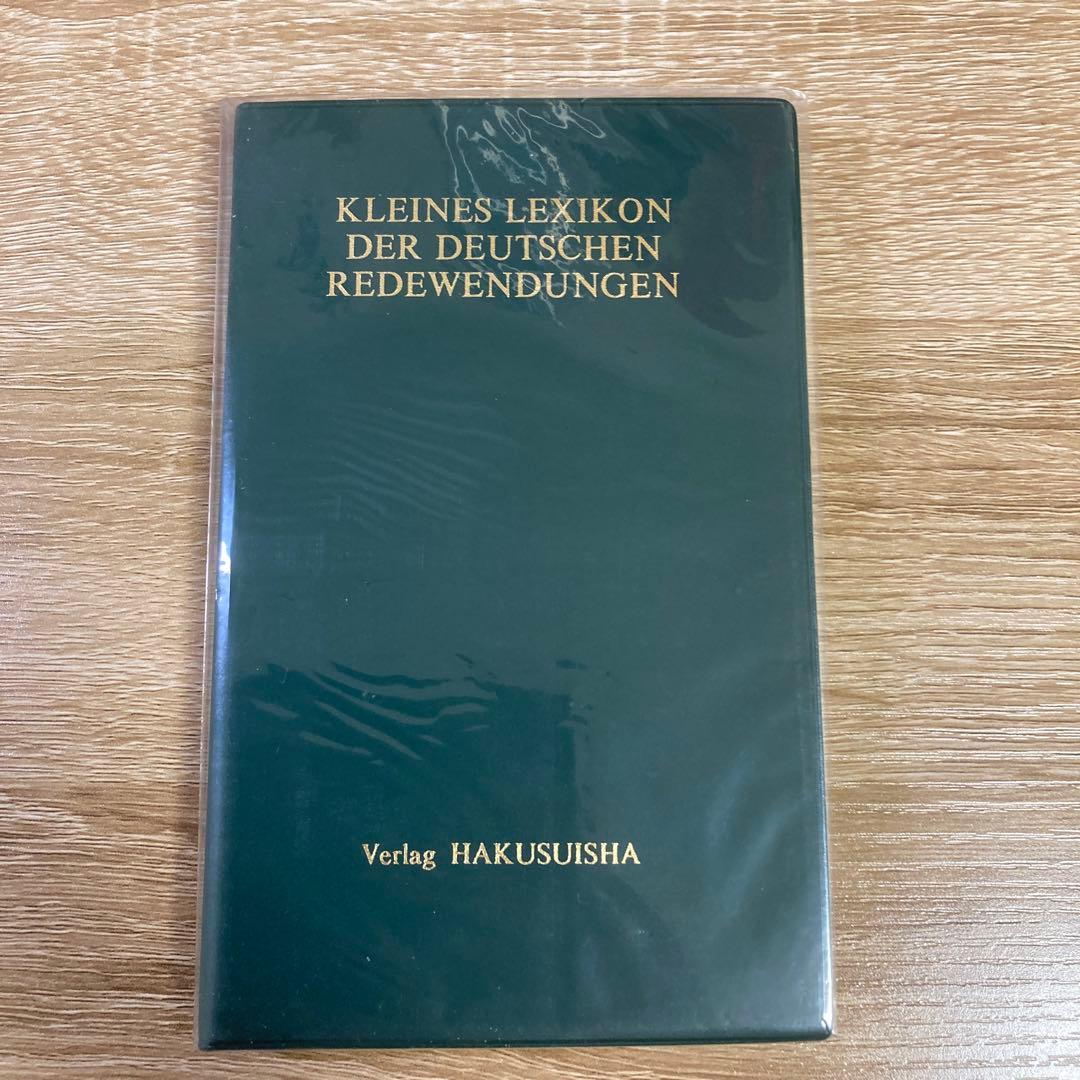 KLEINES LEXIKON
DER DEUTSCHEN
REDEWENDUNGEN
Verlag HAKUSUISHA